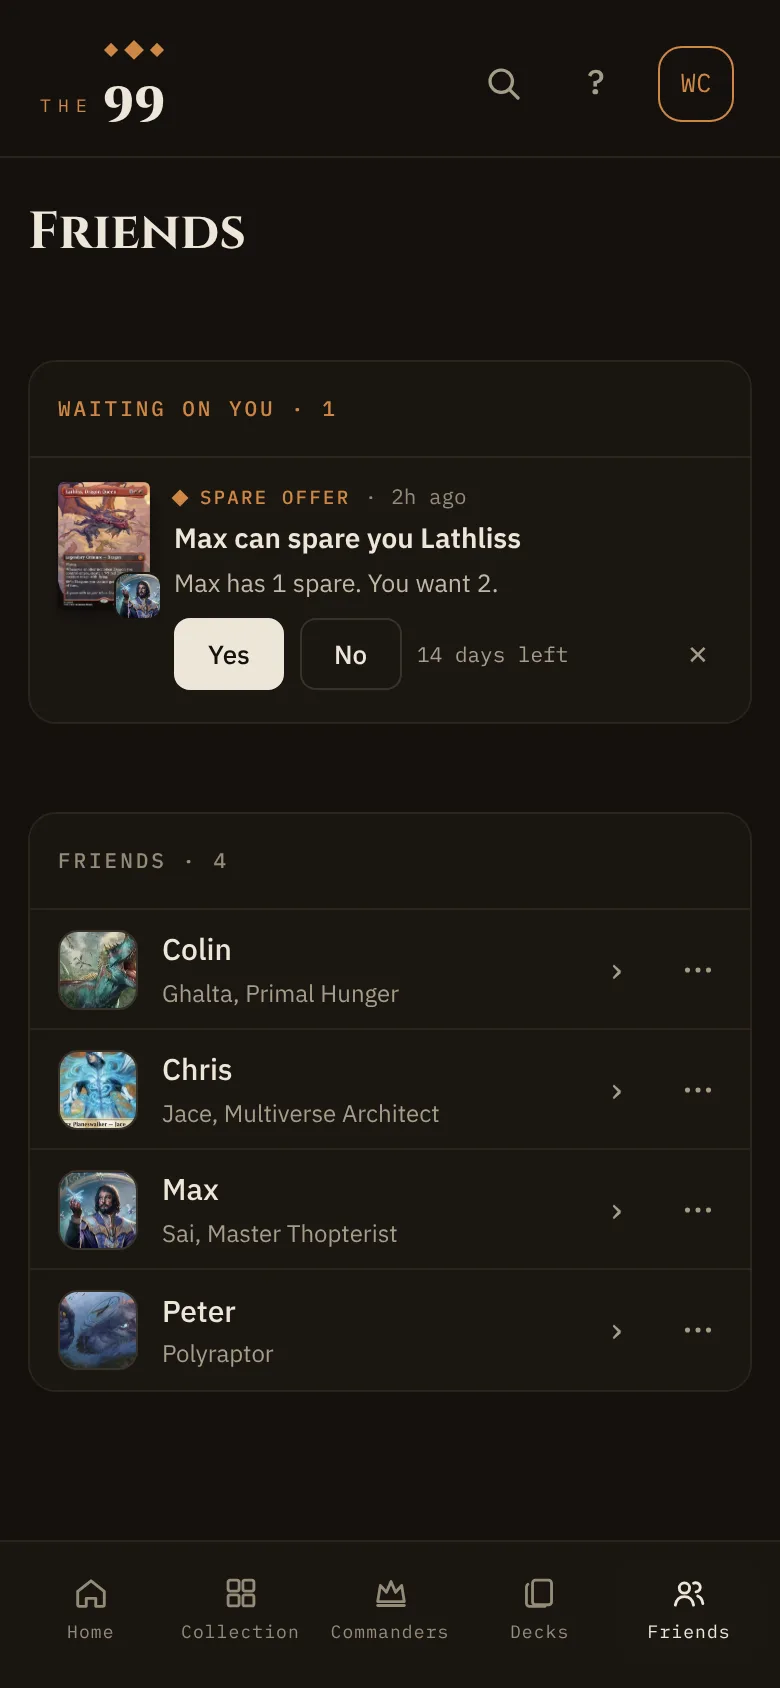 THE 99
?
WC
Friends
WAITING ON YOU · 1
SPARE OFFER · 2h ago
Max can spare you Lathliss
Max has 1 spare. You want 2.
Yes
No
14 days left
FRIENDS · 4
Colin
Ghalta, Primal Hunger
Chris
Jace, Multiverse Architect
Planeswalker — Jace
Max
Sai, Master Thopterist
Peter
Polyraptor
Home
Collection
Commanders
Decks
Friends